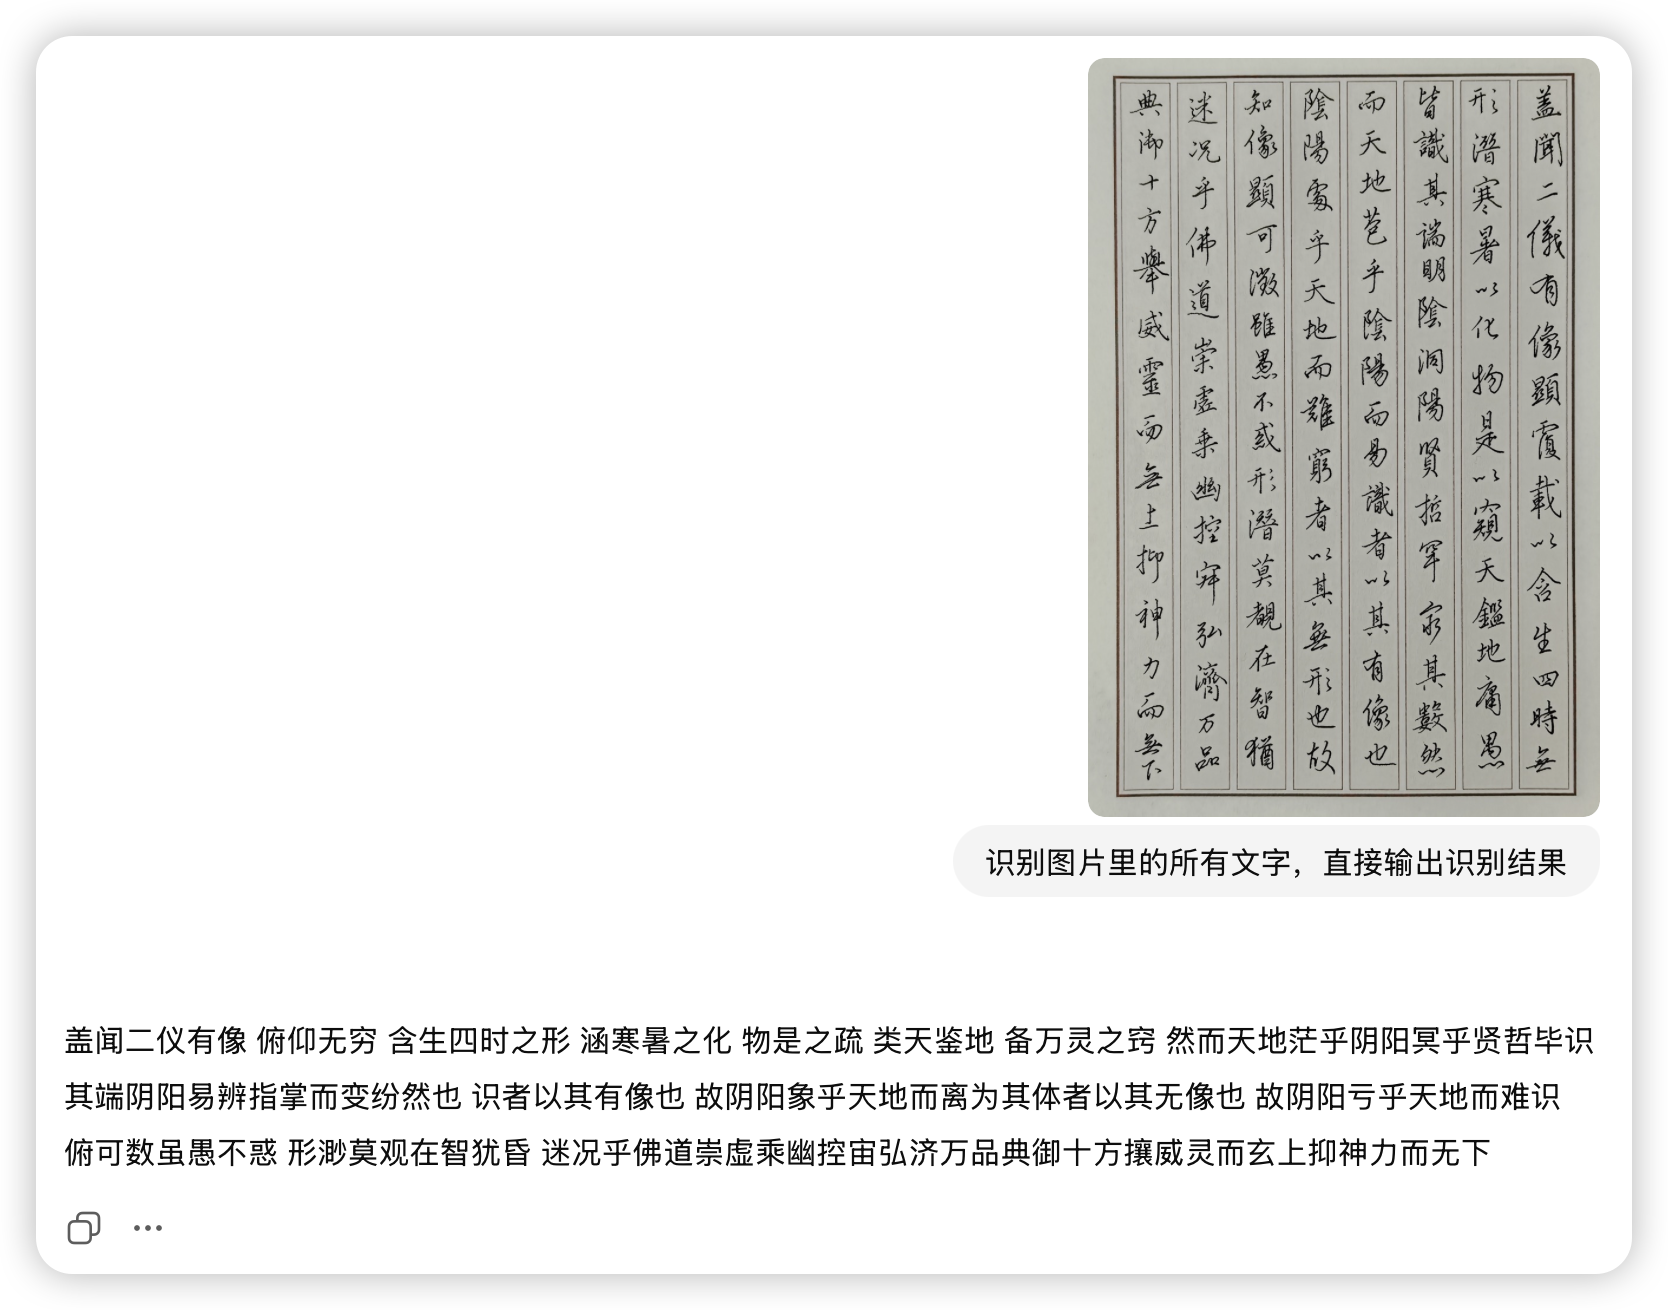 蓋聞二儀有像顯覆載以含生四時無
形潛寒暑以化物是以窺天鑑地庸愚
皆識其端明陰洞陽賢哲罕窮其數然
而天地苞乎陰陽而易識者以其有像也
陰陽處乎天地而難窮者以其無形也故
知像顯可徵雖愚不惑形潛莫覩在智猶
迷況乎佛道崇虛乗幽控寂弘濟万品
典御十方舉威靈而無上抑神力而無下
识别图片里的所有文字，直接输出识别结果
盖闻二仪有像 俯仰无穷 含生四时之形 涵寒暑之化 物是之疏 类天鉴地 备万灵之窍 然而天地茫乎阴阳冥乎贤哲毕识
其端阴阳易辨指掌而变纷然也 识者以其有像也 故阴阳象乎天地而离为其体者以其无像也 故阴阳亏乎天地而难识
俯可数虽愚不惑 形渺莫观在智犹昏 迷况乎佛道崇虚乘幽控宙弘济万品典御十方攘威灵而玄上抑神力而无下